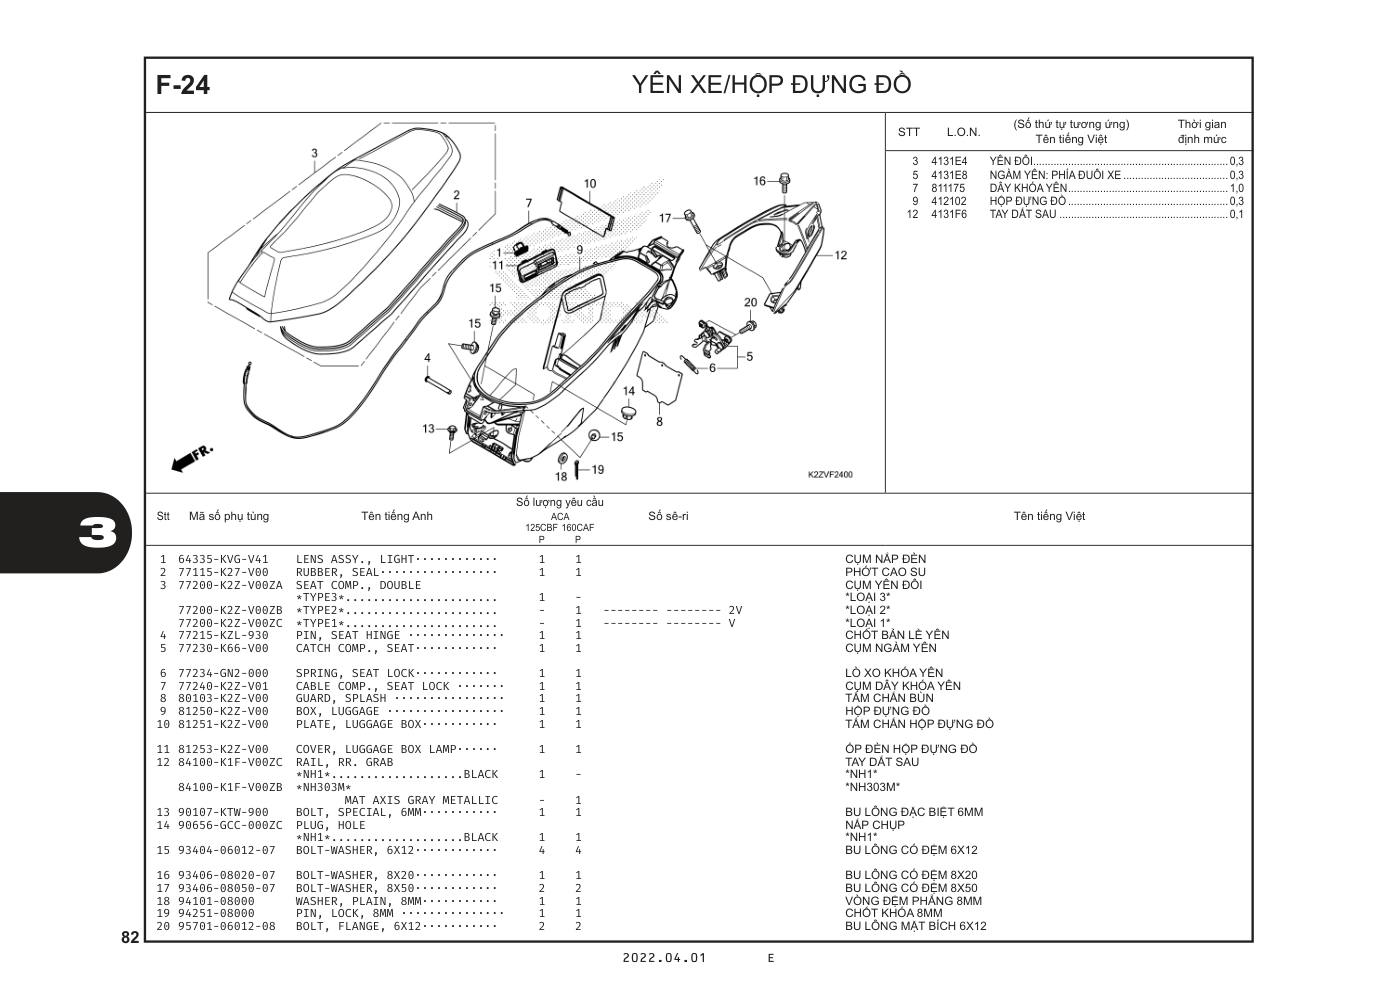 F-24
YÊN XE/HỘP ĐỰNG ĐỒ
3
2
10
7
1
11
9
15
15
4
13
14
15
18
19
8
6
5
20
16
17
12
FR.
K2ZVF2400
STT L.O.N. (Số thứ tự tương ứng) Tên tiếng Việt Thời gian định mức
3 4131E4 YÊN ĐÔI 0,3
5 4131E8 NGÀM YÊN: PHÍA ĐUÔI XE 0,3
7 811175 DÂY KHÓA YÊN 1,0
9 412102 HỘP ĐỰNG ĐỒ 0,3
12 4131F6 TAY DẮT SAU 0,1
3
Stt Mã số phụ tùng Tên tiếng Anh Số lượng yêu cầu Số sê-ri Tên tiếng Việt
ACA
125CBF 160CAF
P P
1 64335-KVG-V41 LENS ASSY., LIGHT 1 1 CỤM NẮP ĐÈN
2 77115-K27-V00 RUBBER, SEAL 1 1 PHỚT CAO SU
3 77200-K2Z-V00ZA SEAT COMP., DOUBLE CỤM YÊN ĐÔI
*TYPE3* 1 - *LOẠI 3*
77200-K2Z-V00ZB *TYPE2* - 1 -------- -------- 2V *LOẠI 2*
77200-K2Z-V00ZC *TYPE1* - 1 -------- -------- V *LOẠI 1*
4 77215-KZL-930 PIN, SEAT HINGE 1 1 CHỐT BẢN LỀ YÊN
5 77230-K66-V00 CATCH COMP., SEAT 1 1 CỤM NGÀM YÊN
6 77234-GN2-000 SPRING, SEAT LOCK 1 1 LÒ XO KHÓA YÊN
7 77240-K2Z-V01 CABLE COMP., SEAT LOCK 1 1 CỤM DÂY KHÓA YÊN
8 80103-K2Z-V00 GUARD, SPLASH 1 1 TẤM CHẮN BÙN
9 81250-K2Z-V00 BOX, LUGGAGE 1 1 HỘP ĐỰNG ĐỒ
10 81251-K2Z-V00 PLATE, LUGGAGE BOX 1 1 TẤM CHẮN HỘP ĐỰNG ĐỒ
11 81253-K2Z-V00 COVER, LUGGAGE BOX LAMP 1 1 ỐP ĐÈN HỘP ĐỰNG ĐỒ
12 84100-K1F-V00ZC RAIL, RR. GRAB TAY DẮT SAU
*NH1* BLACK 1 - *NH1*
84100-K1F-V00ZB *NH303M* *NH303M*
MAT AXIS GRAY METALLIC - 1
13 90107-KTW-900 BOLT, SPECIAL, 6MM 1 1 BU LÔNG ĐẶC BIỆT 6MM
14 90656-GCC-000ZC PLUG, HOLE NẮP CHỤP
*NH1* BLACK 1 1 *NH1*
15 93404-06012-07 BOLT-WASHER, 6X12 4 4 BU LÔNG CÓ ĐỆM 6X12
16 93406-08020-07 BOLT-WASHER, 8X20 1 1 BU LÔNG CÓ ĐỆM 8X20
17 93406-08050-07 BOLT-WASHER, 8X50 2 2 BU LÔNG CÓ ĐỆM 8X50
18 94101-08000 WASHER, PLAIN, 8MM 1 1 VÒNG ĐỆM PHẲNG 8MM
19 94251-08000 PIN, LOCK, 8MM 1 1 CHỐT KHÓA 8MM
20 95701-06012-08 BOLT, FLANGE, 6X12 2 2 BU LÔNG MẶT BÍCH 6X12
82
2022.04.01 E